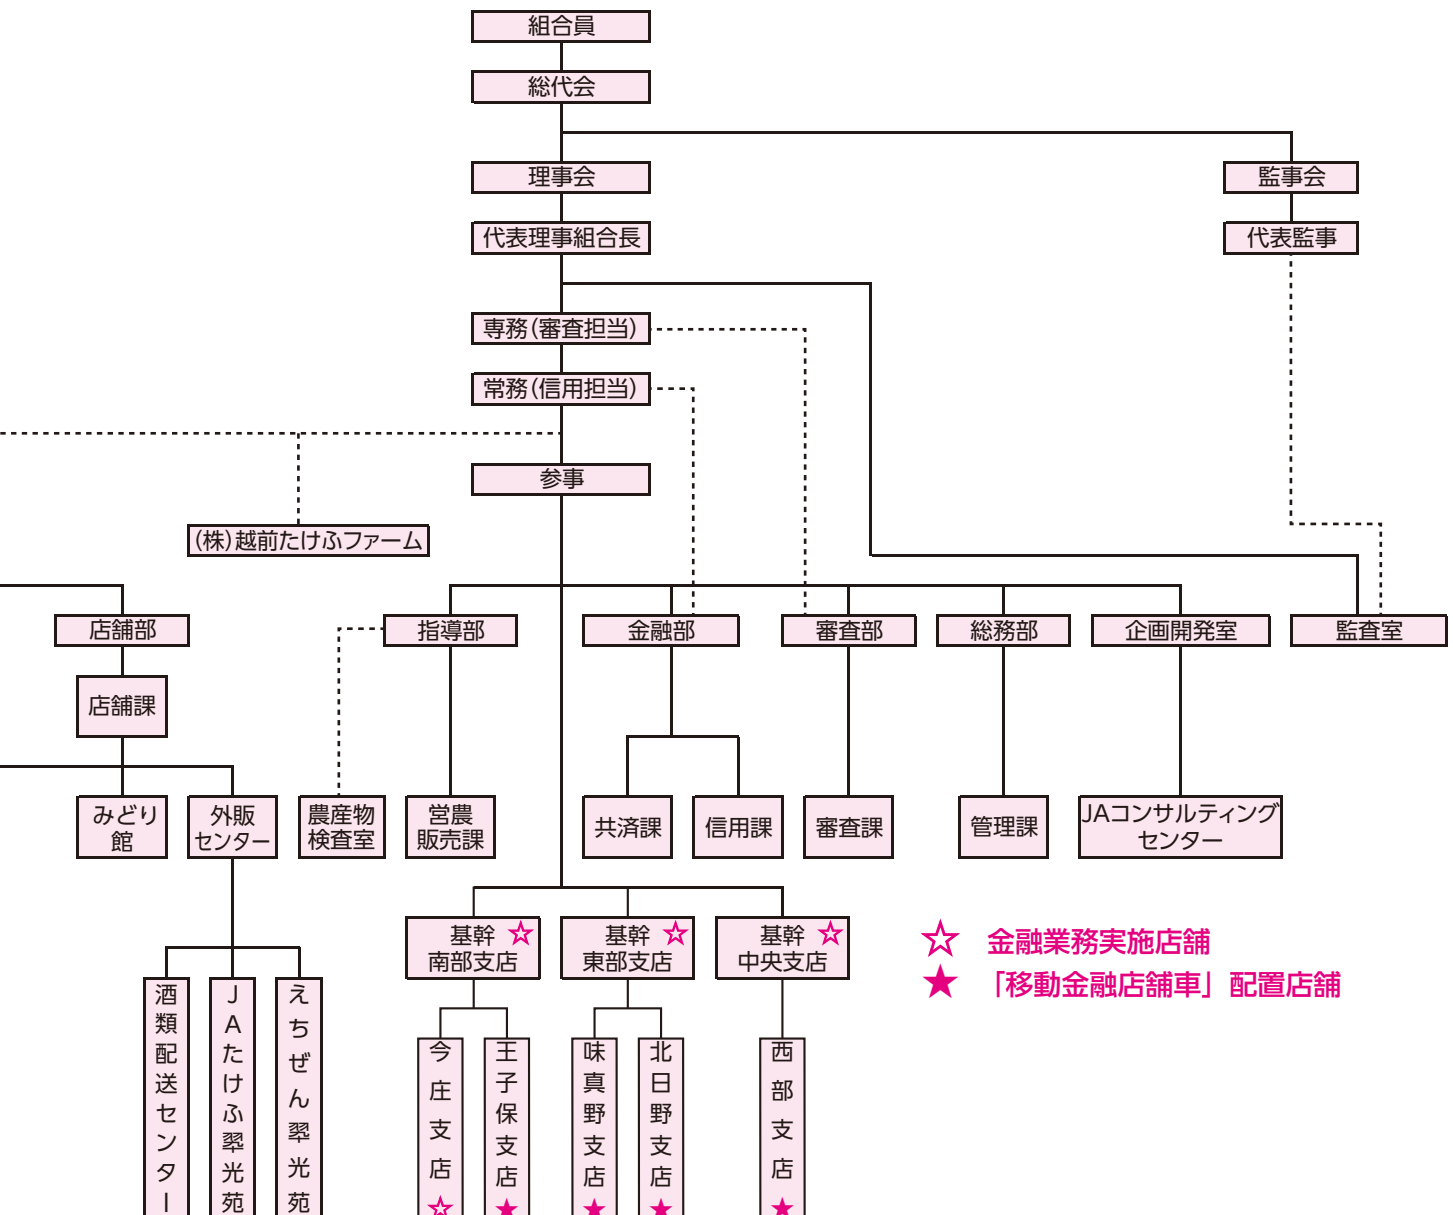 組合員
総代会
理事会
監事会
代表理事組合長
代表監事
専務(審査担当)
常務(信用担当)
参事
(株)越前たけふファーム
店舗部
指導部
金融部
審査部
総務部
企画開発室
監査室
店舗課
みどり
館
外販
センター
農産物
検査室
営農
販売課
共済課
信用課
審査課
管理課
JAコンサルティング
センター
基幹☆
南部支店
基幹☆
東部支店
基幹☆
中央支店
☆ 金融業務実施店舗
★ 「移動金融店舗車」配置店舗
酒類配送センター
JAたけふ翠光苑
えちぜん翠光苑
今庄支店☆
王子保支店★
味真野支店★
北日野支店★
西部支店★